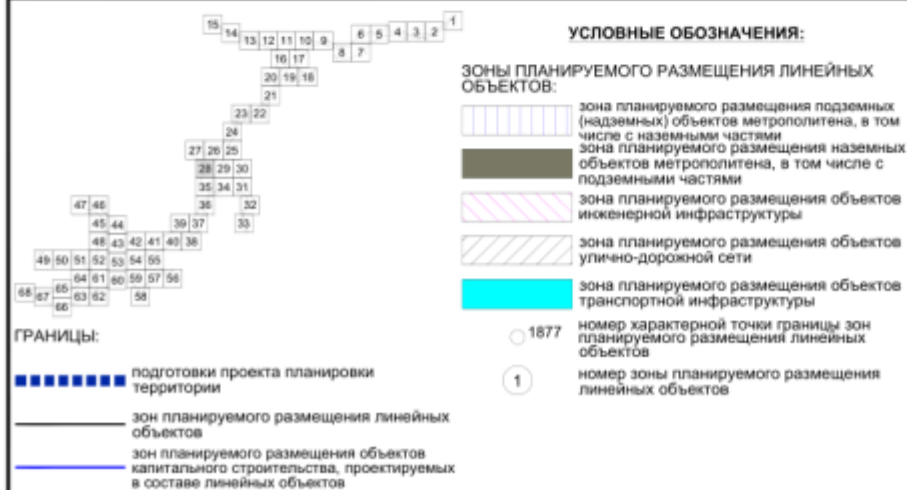 15 1
14 6 5 4 3 2
13 12 11 10 9 8 7
16 17
20 19 18
21
23 22
24
27 26 25
28 29 30
35 34 31
47 46 36 32
45 44 39 37 33
48 43 42 41 40 38
49 50 51 52 53 54 55
64 61 60 59 57 56
68 67 65 63 62 58
66
ГРАНИЦЫ:
подготовки проекта планировки
территории
зон планируемого размещения линейных
объектов
зон планируемого размещения объектов
капитального строительства, проектируемых
в составе линейных объектов
УСЛОВНЫЕ ОБОЗНАЧЕНИЯ:
ЗОНЫ ПЛАНИРУЕМОГО РАЗМЕЩЕНИЯ ЛИНЕЙНЫХ
ОБЪЕКТОВ:
зона планируемого размещения подземных
(надземных) объектов метрополитена, в том
числе с наземными частями
зона планируемого размещения наземных
объектов метрополитена, в том числе с
подземными частями
зона планируемого размещения объектов
инженерной инфраструктуры
зона планируемого размещения объектов
улично-дорожной сети
зона планируемого размещения объектов
транспортной инфраструктуры
1877 номер характерной точки границы зон
планируемого размещения линейных
объектов
1 номер зоны планируемого размещения
линейных объектов